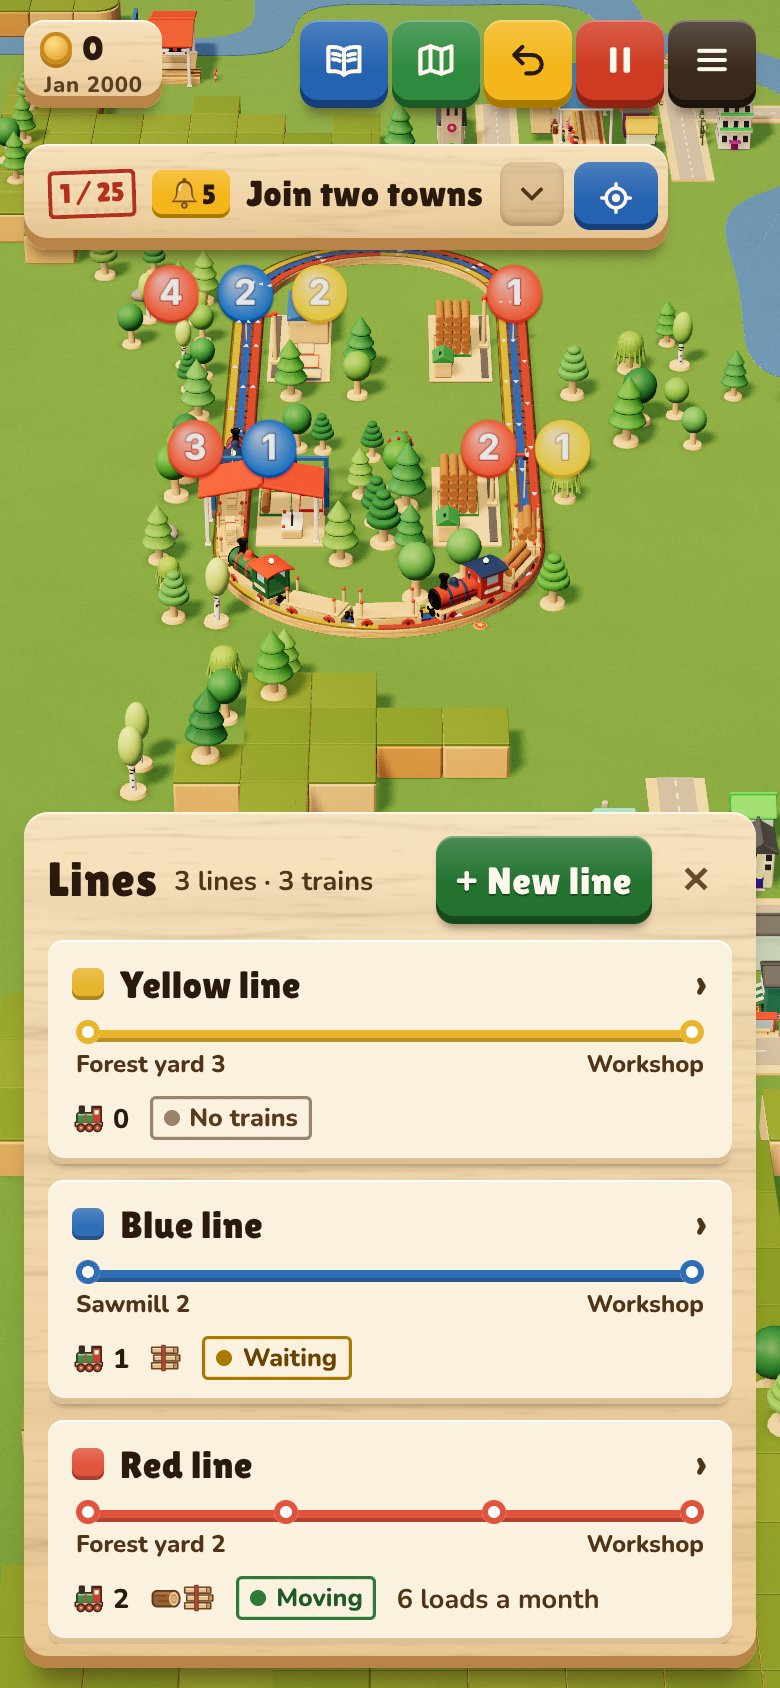 0
Jan 2000
1/25
5
Join two towns
4
2
2
1
3
1
2
1
Lines
3 lines · 3 trains
+ New line
×
Yellow line
›
Forest yard 3
Workshop
0
No trains
Blue line
›
Sawmill 2
Workshop
1
Waiting
Red line
›
Forest yard 2
Workshop
2
Moving
6 loads a month